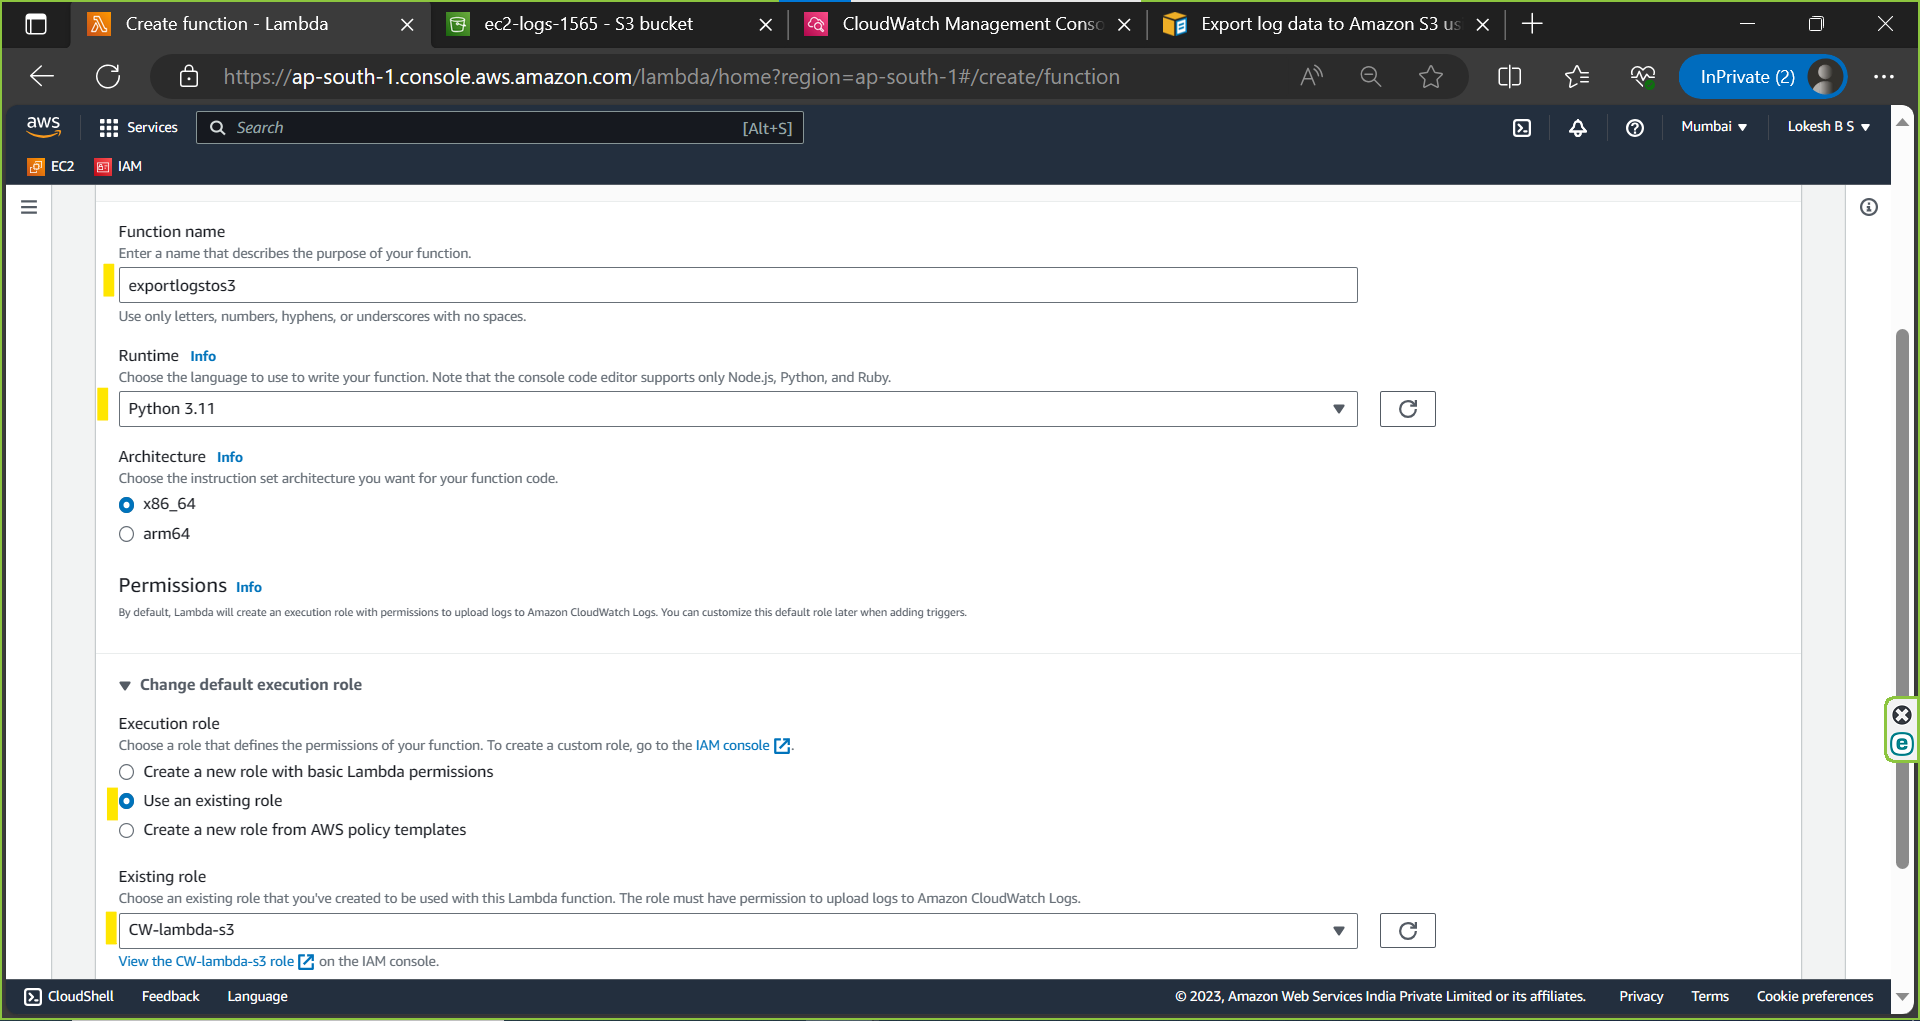 Create function - Lambda
ec2-logs-1565 - S3 bucket
CloudWatch Management Conso
Export log data to Amazon S3 us
https://ap-south-1.console.aws.amazon.com/lambda/home?region=ap-south-1#/create/function
InPrivate (2)
aws
Services
Search
[Alt+S]
Mumbai
Lokesh B S
EC2
IAM
Function name
Enter a name that describes the purpose of your function.
exportlogstos3
Use only letters, numbers, hyphens, or underscores with no spaces.
Runtime Info
Choose the language to use to write your function. Note that the console code editor supports only Node.js, Python, and Ruby.
Python 3.11
Architecture Info
Choose the instruction set architecture you want for your function code.
x86_64
arm64
Permissions Info
By default, Lambda will create an execution role with permissions to upload logs to Amazon CloudWatch Logs. You can customize this default role later when adding triggers.
Change default execution role
Execution role
Choose a role that defines the permissions of your function. To create a custom role, go to the IAM console.
Create a new role with basic Lambda permissions
Use an existing role
Create a new role from AWS policy templates
Existing role
Choose an existing role that you've created to be used with this Lambda function. The role must have permission to upload logs to Amazon CloudWatch Logs.
CW-lambda-s3
View the CW-lambda-s3 role on the IAM console.
CloudShell
Feedback
Language
© 2023, Amazon Web Services India Private Limited or its affiliates.
Privacy
Terms
Cookie preferences